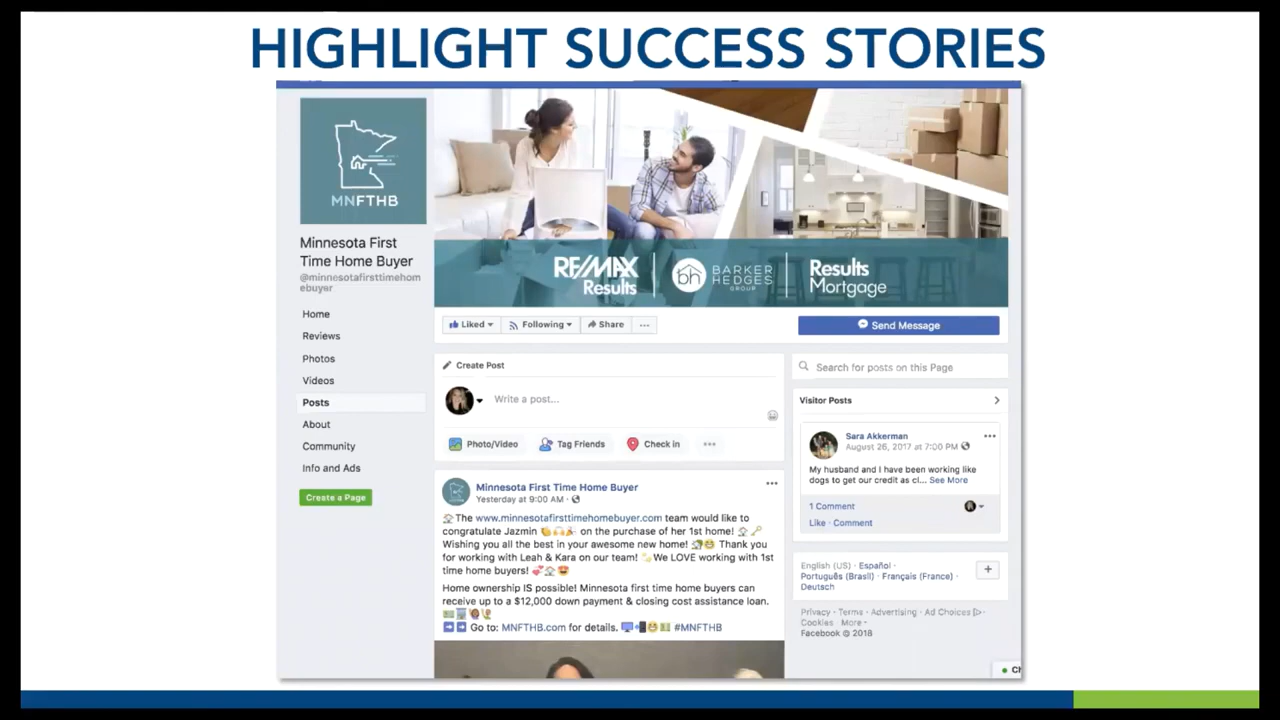 HIGHLIGHT SUCCESS STORIES
MNFTHB
Minnesota First
Time Home Buyer
@minnesotafirsttimehom
ebuyer
Home
Reviews
Photos
Videos
Posts
About
Community
Info and Ads
Create a Page
RE/MAX
Results
bh
BARKER
HEDGES
GROUP
Results
Mortgage
Liked
Following
Share
...
Send Message
Create Post
Write a post...
Photo/Video
Tag Friends
Check in
...
Minnesota First Time Home Buyer
Yesterday at 9:00 AM ·
The www.minnesotafirsttimehomebuyer.com team would like to
congratulate Jazmin on the purchase of her 1st home!
Wishing you all the best in your awesome new home! Thank you
for working with Leah & Kara on our team! We LOVE working with 1st
time home buyers!
Home ownership IS possible! Minnesota first time home buyers can
receive up to a $12,000 down payment & closing cost assistance loan.
Go to: MNFTHB.com for details. #MNFTHB
Search for posts on this Page
Visitor Posts
Sara Akkerman
August 26, 2017 at 7:00 PM
My husband and I have been working like
dogs to get our credit as cl... See More
1 Comment
Like · Comment
English (US) · Español ·
Português (Brasil) · Français (France) ·
Deutsch
Privacy · Terms · Advertising · Ad Choices ·
Cookies · More
Facebook © 2018